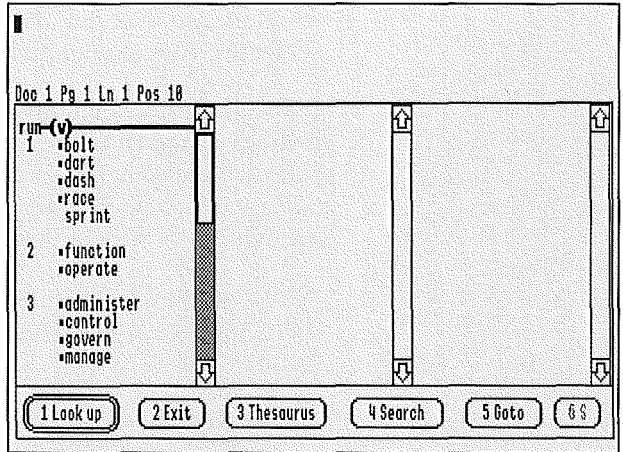 Doc 1 Pg 1 Ln 1 Pos 10
run (v)
1 ▪bolt
▪dart
▪dash
▪race
sprint
2 ▪function
▪operate
3 ▪administer
▪control
▪govern
▪manage
1 Look up 2 Exit 3 Thesaurus 4 Search 5 Goto 6 S